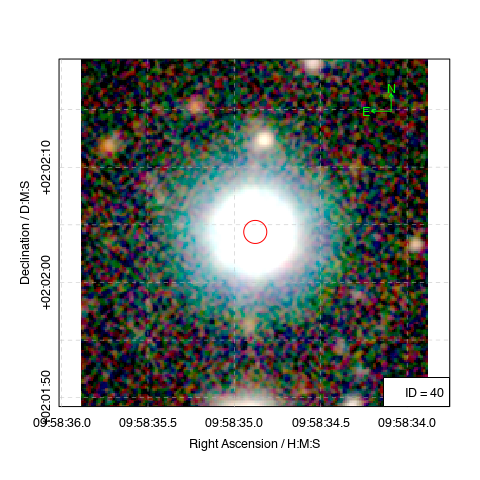 N
E
+02:02:10
+02:02:00
+02:01:50
Declination / D:M:S
ID = 40
09:58:36.0
09:58:35.5
09:58:35.0
09:58:34.5
09:58:34.0
Right Ascension / H:M:S